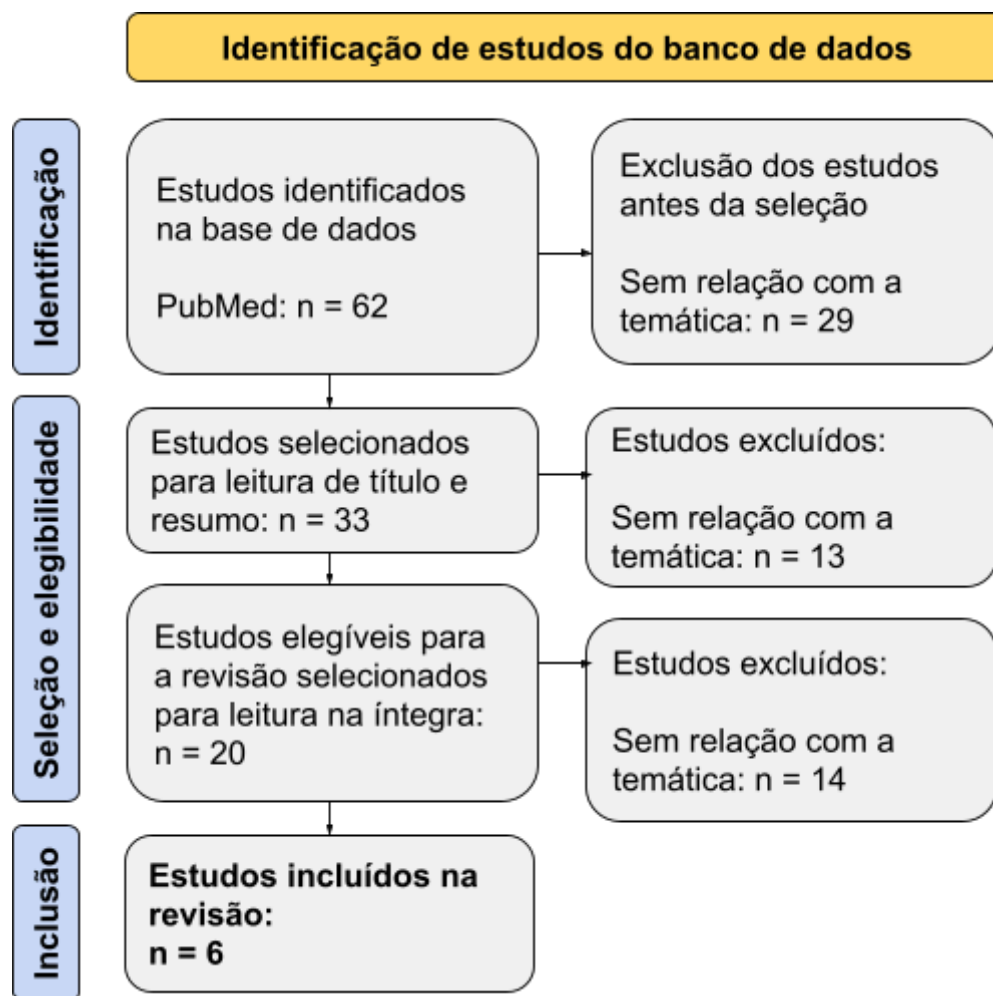 Identificação de estudos do banco de dados
Identificação
Estudos identificados
na base de dados
PubMed: n = 62
Exclusão dos estudos
antes da seleção
Sem relação com a
temática: n = 29
Seleção e elegibilidade
Estudos selecionados
para leitura de título e
resumo: n = 33
Estudos excluídos:
Sem relação com a
temática: n = 13
Estudos elegíveis para
a revisão selecionados
para leitura na íntegra:
n = 20
Estudos excluídos:
Sem relação com a
temática: n = 14
Inclusão
Estudos incluídos na
revisão:
n = 6